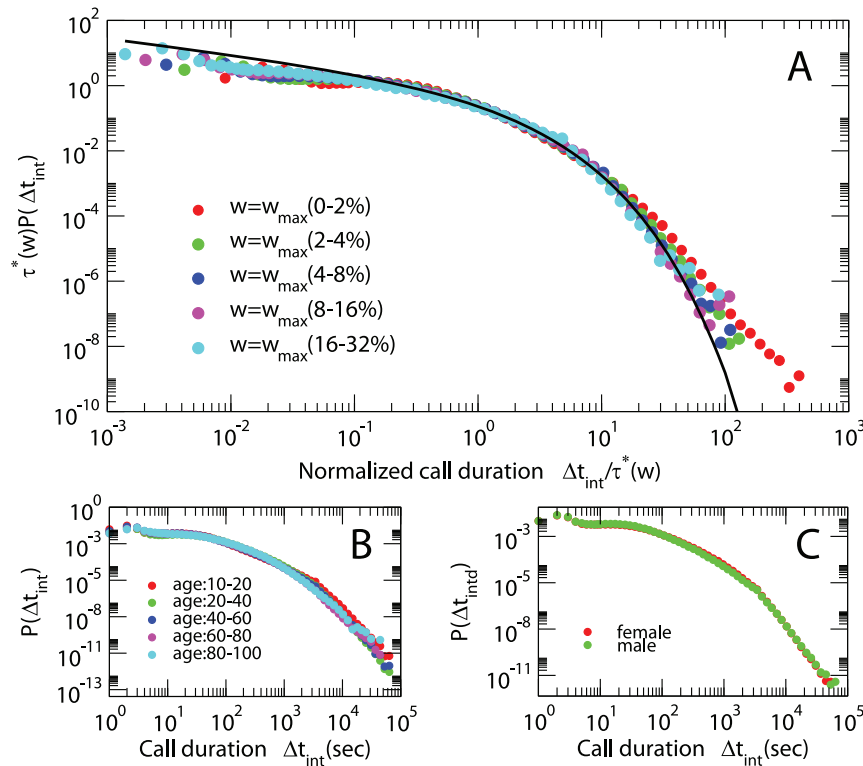 A
10^2
10^0
10^-2
10^-4
10^-6
10^-8
10^-10
τ*(w)P(Δt_int)
w=w_max(0-2%)
w=w_max(2-4%)
w=w_max(4-8%)
w=w_max(8-16%)
w=w_max(16-32%)
10^-3 10^-2 10^-1 10^0 10^1 10^2 10^3
Normalized call duration Δt_int/τ*(w)
B
10^0
10^-3
10^-5
10^-8
10^-11
10^-13
P(Δt_int)
age:10-20
age:20-40
age:40-60
age:60-80
age:80-100
10^0 10^1 10^2 10^3 10^4 10^5
Call duration Δt_int(sec)
C
10^-3
10^-5
10^-8
10^-11
P(Δt_intd)
female
male
10^0 10^1 10^2 10^3 10^4 10^5
Call duration Δt_int(sec)